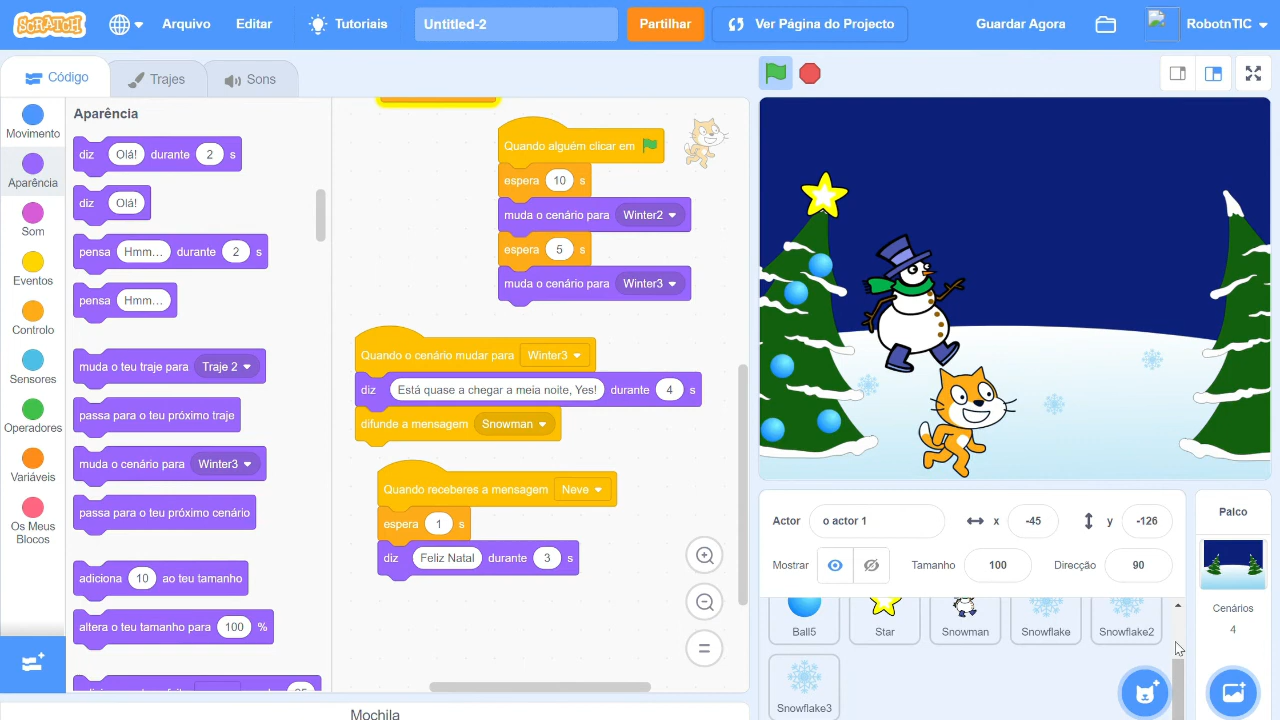 SCRATCH
Arquivo
Editar
Tutoriais
Untitled-2
Partilhar
Ver Página do Projecto
Guardar Agora
RobotnTIC
Código
Trajes
Sons
Movimento
Aparência
Som
Eventos
Controlo
Sensores
Operadores
Variáveis
Os Meus
Blocos
Aparência
diz Olá! durante 2 s
diz Olá!
pensa Hmm... durante 2 s
pensa Hmm...
muda o teu traje para Traje 2
passa para o teu próximo traje
muda o cenário para Winter3
passa para o teu próximo cenário
adiciona 10 ao teu tamanho
altera o teu tamanho para 100 %
Quando alguém clicar em
espera 10 s
muda o cenário para Winter2
espera 5 s
muda o cenário para Winter3
Quando o cenário mudar para Winter3
diz Está quase a chegar a meia noite, Yes! durante 4 s
difunde a mensagem Snowman
Quando receberes a mensagem Neve
espera 1 s
diz Feliz Natal durante 3 s
Mochila
Actor o actor 1 x -45 y -126
Mostrar Tamanho 100 Direcção 90
Ball5
Star
Snowman
Snowflake
Snowflake2
Snowflake3
Palco
Cenários
4